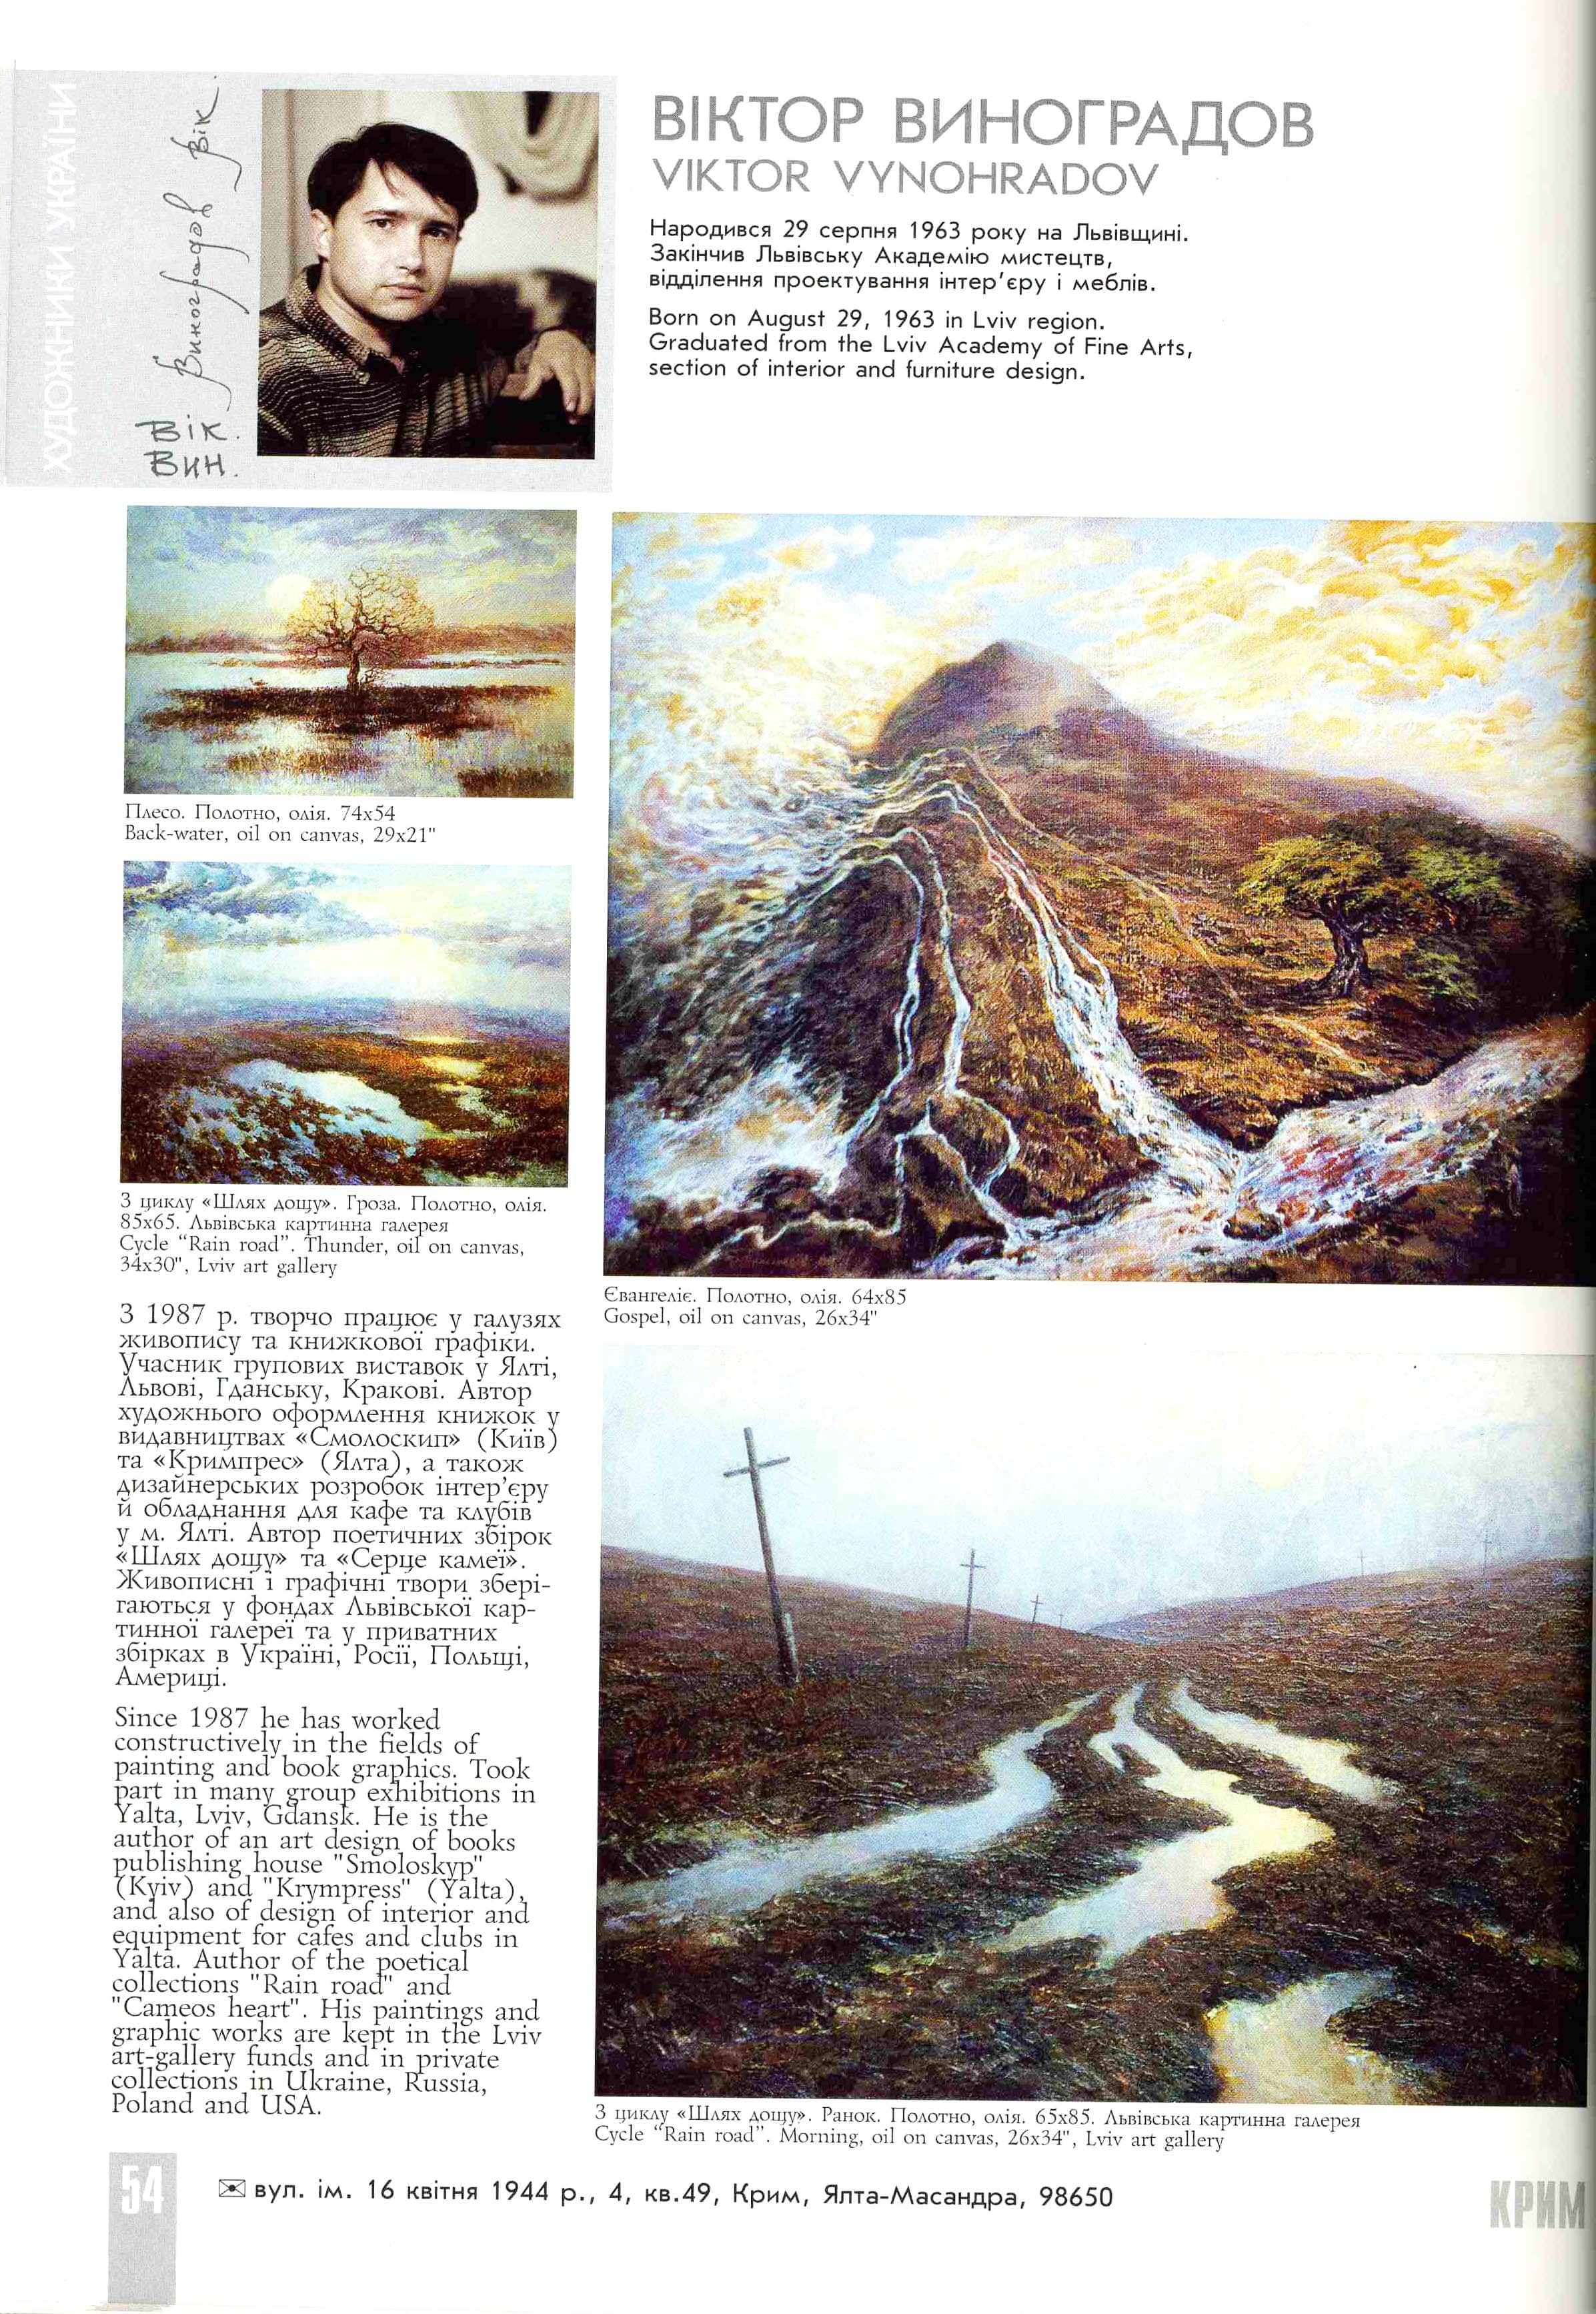 ХУДОЖНИКИ УКРАЇНИ
Виноградов Вік.
Вік.
Вин.
ВІКТОР ВИНОГРАДОВ
VIKTOR VYNOHRADOV
Народився 29 серпня 1963 року на Львівщині.
Закінчив Львівську Академію мистецтв,
відділення проектування інтер'єру і меблів.
Born on August 29, 1963 in Lviv region.
Graduated from the Lviv Academy of Fine Arts,
section of interior and furniture design.
Плесо. Полотно, олія. 74x54
Back-water, oil on canvas, 29x21"
З циклу «Шлях дощу». Гроза. Полотно, олія.
85x65. Львівська картинна галерея
Cycle “Rain road”. Thunder, oil on canvas,
34x30", Lviv art gallery
Євангеліє. Полотно, олія. 64x85
Gospel, oil on canvas, 26x34"
З 1987 р. творчо працює у галузях
живопису та книжкової графіки.
Учасник групових виставок у Ялті,
Львові, Гданську, Кракові. Автор
художнього оформлення книжок у
видавництвах «Смолоскип» (Київ)
та «Кримпрес» (Ялта), а також
дизайнерських розробок інтер'єру
й обладнання для кафе та клубів
у м. Ялті. Автор поетичних збірок
«Шлях дощу» та «Серце камеї».
Живописні і графічні твори збері-
гаються у фондах Львівської кар-
тинної галереї та у приватних
збірках в Україні, Росії, Польщі,
Америці.
Since 1987 he has worked
constructively in the fields of
painting and book graphics. Took
part in many group exhibitions in
Yalta, Lviv, Gdansk. He is the
author of an art design of books
publishing house "Smoloskyp"
(Kyiv) and "Krympress" (Yalta),
and also of design of interior and
equipment for cafes and clubs in
Yalta. Author of the poetical
collections "Rain road" and
"Cameos heart". His paintings and
graphic works are kept in the Lviv
art-gallery funds and in private
collections in Ukraine, Russia,
Poland and USA.
З циклу «Шлях дощу». Ранок. Полотно, олія. 65x85. Львівська картинна галерея
Cycle “Rain road”. Morning, oil on canvas, 26x34", Lviv art gallery
54
вул. ім. 16 квітня 1944 р., 4, кв.49, Крим, Ялта-Масандра, 98650
КРИМ